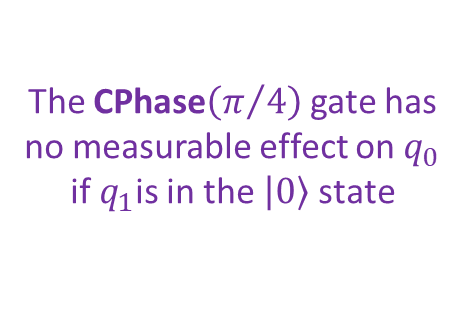 The CPhase(π/4) gate has
no measurable effect on q₀
if q₁ is in the |0⟩ state